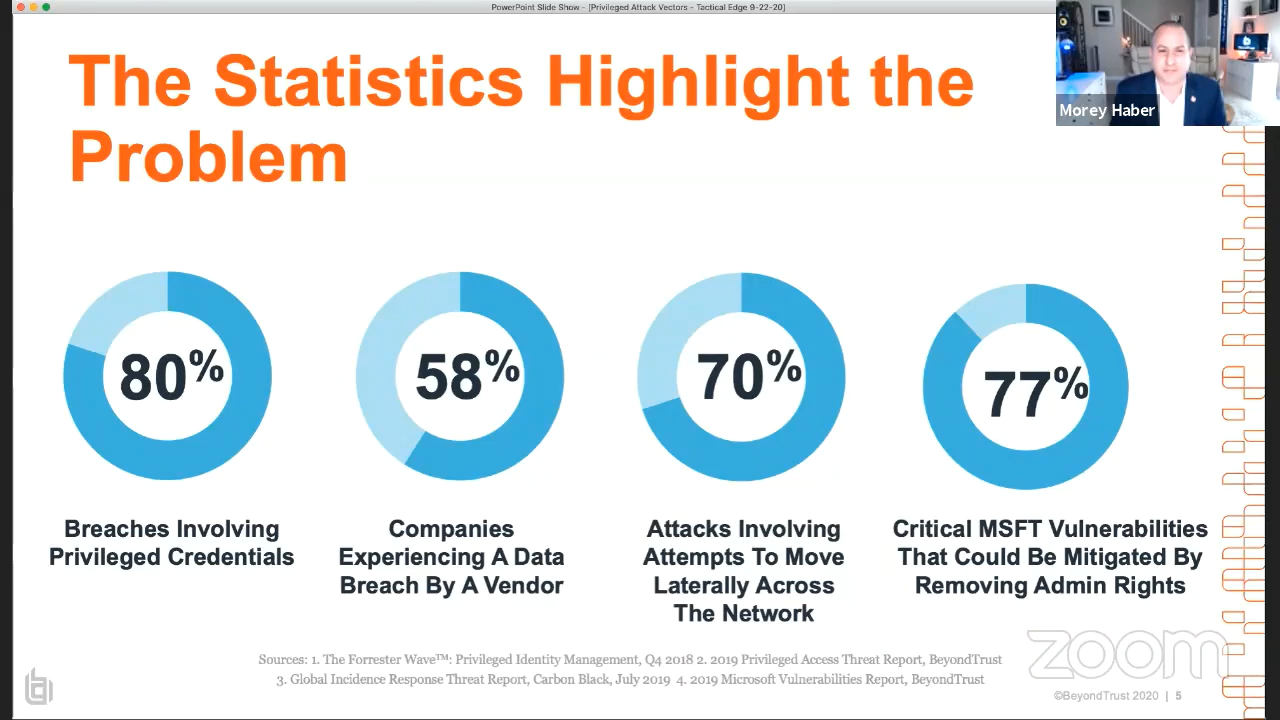 PowerPoint Slide Show - [Privileged Attack Vectors - Tactical Edge 9-22-20]
Morey Haber
The Statistics Highlight the
Problem
80%
58%
70%
77%
Breaches Involving
Privileged Credentials
Companies
Experiencing A Data
Breach By A Vendor
Attacks Involving
Attempts To Move
Laterally Across
The Network
Critical MSFT Vulnerabilities
That Could Be Mitigated By
Removing Admin Rights
Sources: 1. The Forrester Wave™: Privileged Identity Management, Q4 2018 2. 2019 Privileged Access Threat Report, BeyondTrust
3. Global Incidence Response Threat Report, Carbon Black, July 2019 4. 2019 Microsoft Vulnerabilities Report, BeyondTrust
zoom
©BeyondTrust 2020 | 5